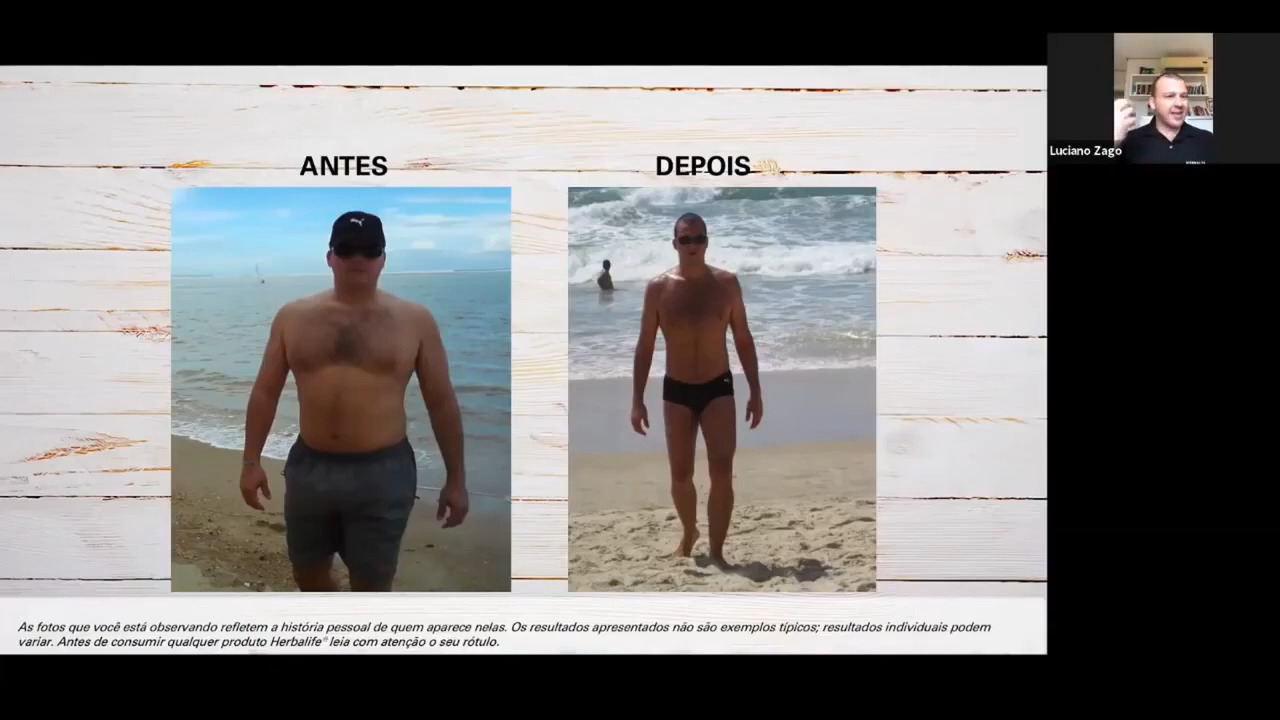 ANTES
DEPOIS
Luciano Zago
As fotos que você está observando refletem a história pessoal de quem aparece nelas. Os resultados apresentados não são exemplos típicos; resultados individuais podem
variar. Antes de consumir qualquer produto Herbalife® leia com atenção o seu rótulo.